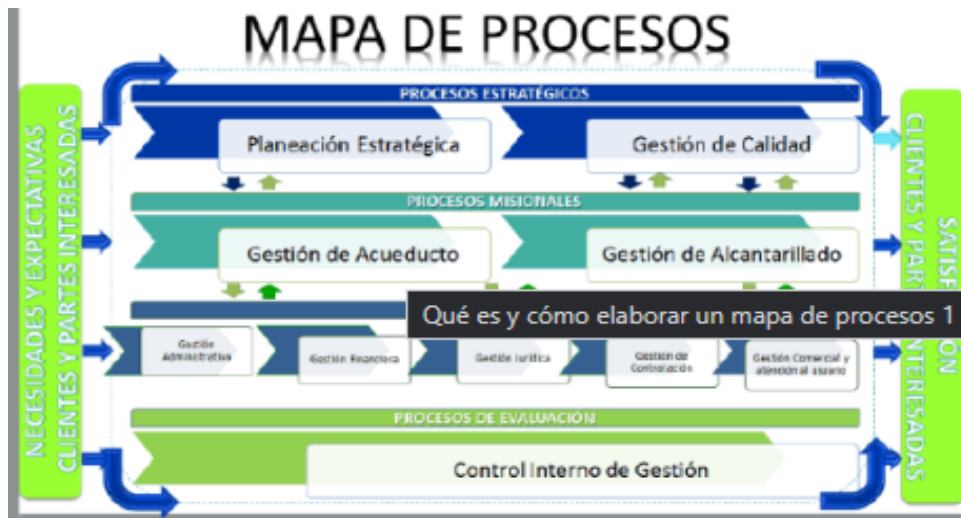 MAPA DE PROCESOS
NECESIDADES Y EXPECTATIVAS
CLIENTES Y PARTES INTERESADAS
PROCESOS ESTRATÉGICOS
Planeación Estratégica
Gestión de Calidad
PROCESOS MISIONALES
Gestión de Acueducto
Gestión de Alcantarillado
Qué es y cómo elaborar un mapa de procesos 1
Gestión
Administrativa
Gestión Financiera
Gestión Jurídica
Gestión de
Contratación
Gestión Comercial y
atención al usuario
PROCESOS DE EVALUACIÓN
Control Interno de Gestión
CLIENTES Y INTERESADAS